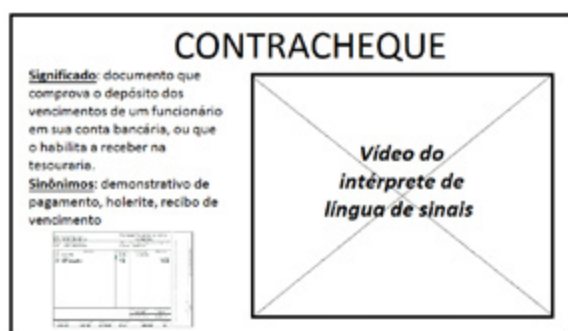 CONTRACHEQUE
Significado: documento que
comprova o depósito dos
vencimentos de um funcionário
em sua conta bancária, ou que
o habilita a receber na
tesouraria.
Sinônimos: demonstrativo de
pagamento, holerite, recibo de
vencimento
Vídeo do
intérprete de
língua de sinais